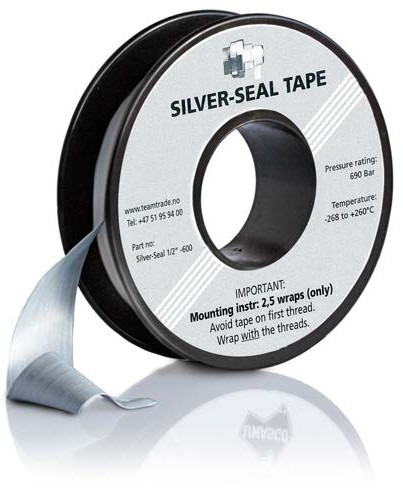 SILVER-SEAL TAPE
Pressure rating:
690 Bar
www.teamtrade.no
Tel: +47 51 95 94 00
Temperature:
-268 to +260°C
Part no:
Silver-Seal 1/2" -600
IMPORTANT:
Mounting instr: 2,5 wraps (only)
Avoid tape on first thread.
Wrap with the threads.
UNASCO